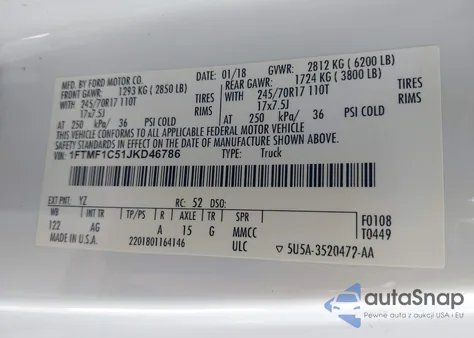 MFD. BY FORD MOTOR CO.
01/18 GVWR: 2812 KG (6200 LB)
FRONT GAWR: 1293 KG (2850 LB) REAR GAWR: 1724 KG (3800 LB)
WITH 245/70R17 110T TIRES WITH 245/70R17 110T TIRES
17x7.5J RIMS 17x7.5J RIMS
AT 250 kPa/ 36 PSI COLD AT 250 kPa/ 36 PSI COLD
THIS VEHICLE CONFORMS TO ALL APPLICABLE FEDERAL MOTOR VEHICLE
SAFETY STANDARDS IN EFFECT ON THE DATE OF MANUFACTURE SHOWN ABOVE.
VIN: 1FTMF1C51JKD46786 TYPE: Truck
EXT PNT: YZ RC: 52 DSO:
WB INT TR TP/PS R AXLE TR SPR F0108
122 AG A 15 G MMCC T0449
MADE IN U.S.A. 2201801164146 ULC 5U5A-3520472-AA
autoSnap
Pewne auto z aukcji USA - EU